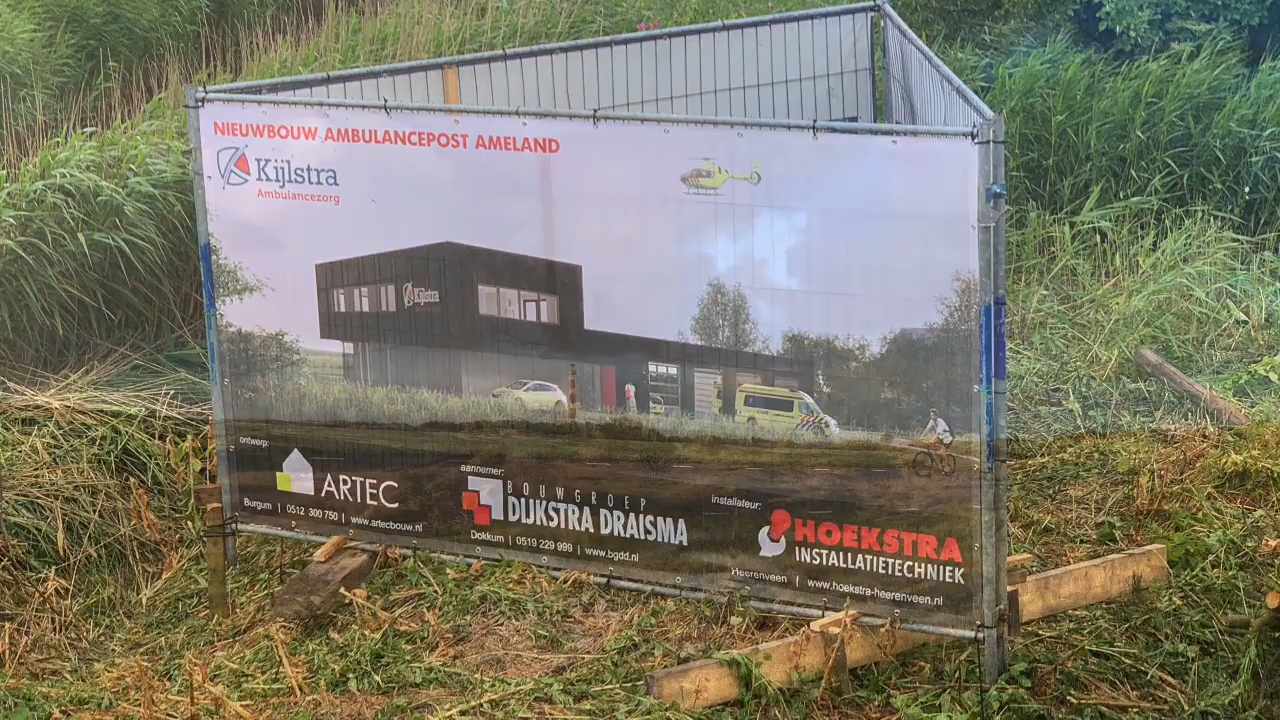 NIEUWBOUW AMBULANCEPOST AMELAND
Kijlstra
Ambulancezorg
Kijlstra
ontwerp:
ARTEC
Burgum | 0512 300 750 | www.artecbouw.nl
aannemer:
BOUWGROEP
DIJKSTRA DRAISMA
Dokkum | 0519 229 999 | www.bgdd.nl
installateur:
HOEKSTRA
INSTALLATIETECHNIEK
Heerenveen | www.hoekstra-heerenveen.nl